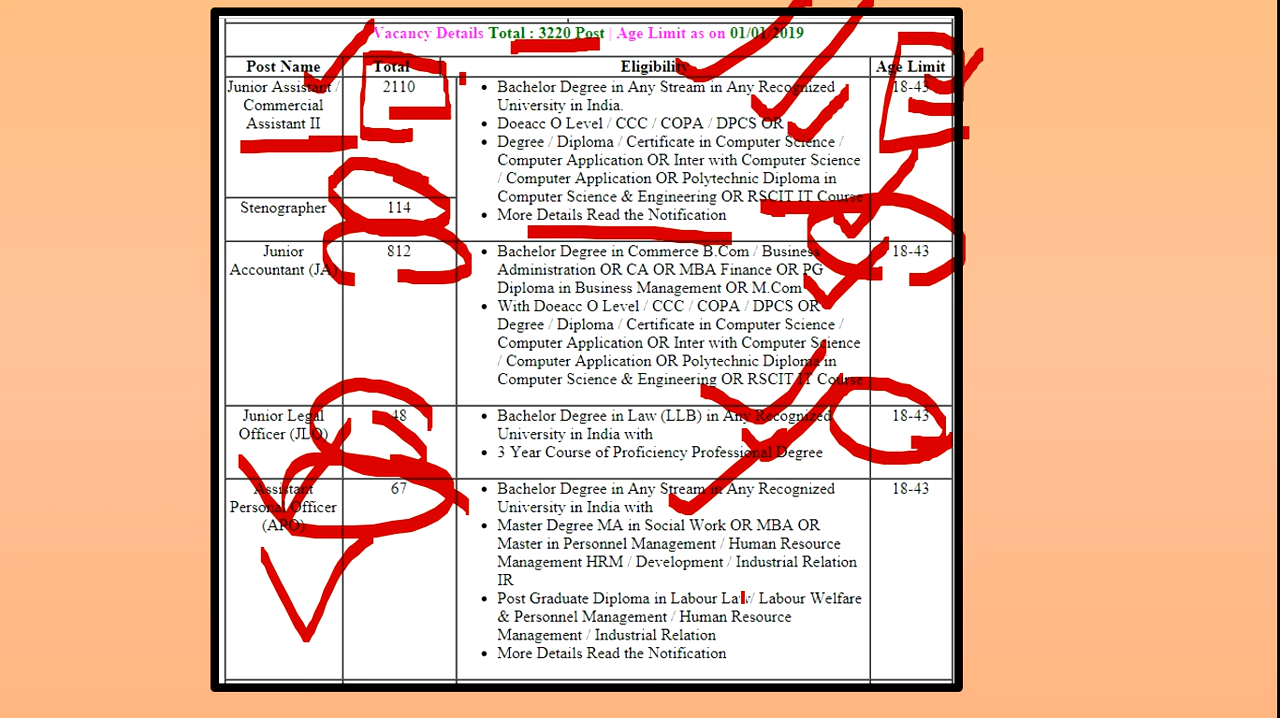 Vacancy Details Total : 3220 Post | Age Limit as on 01/01/2019
Post Name Total Eligibility Age Limit
Junior Assistant /
Commercial
Assistant II
2110
Bachelor Degree in Any Stream in Any Recognized
University in India.
Doeacc O Level / CCC / COPA / DPCS OR
Degree / Diploma / Certificate in Computer Science /
Computer Application OR Inter with Computer Science
/ Computer Application OR Polytechnic Diploma in
Computer Science & Engineering OR RSCIT IT Course
More Details Read the Notification
18-43
Stenographer
114
Junior
Accountant (JA)
812
Bachelor Degree in Commerce B.Com / Business
Administration OR CA OR MBA Finance OR PG
Diploma in Business Management OR M.Com
With Doeacc O Level / CCC / COPA / DPCS OR
Degree / Diploma / Certificate in Computer Science /
Computer Application OR Inter with Computer Science
/ Computer Application OR Polytechnic Diploma in
Computer Science & Engineering OR RSCIT IT Course
18-43
Junior Legal
Officer (JLO)
48
Bachelor Degree in Law (LLB) in Any Recognized
University in India with
3 Year Course of Proficiency Professional Degree
18-43
Assistant
Personal Officer
(APO)
67
Bachelor Degree in Any Stream in Any Recognized
University in India with
Master Degree MA in Social Work OR MBA OR
Master in Personnel Management / Human Resource
Management HRM / Development / Industrial Relation
IR
Post Graduate Diploma in Labour Law/ Labour Welfare
& Personnel Management / Human Resource
Management / Industrial Relation
More Details Read the Notification
18-43